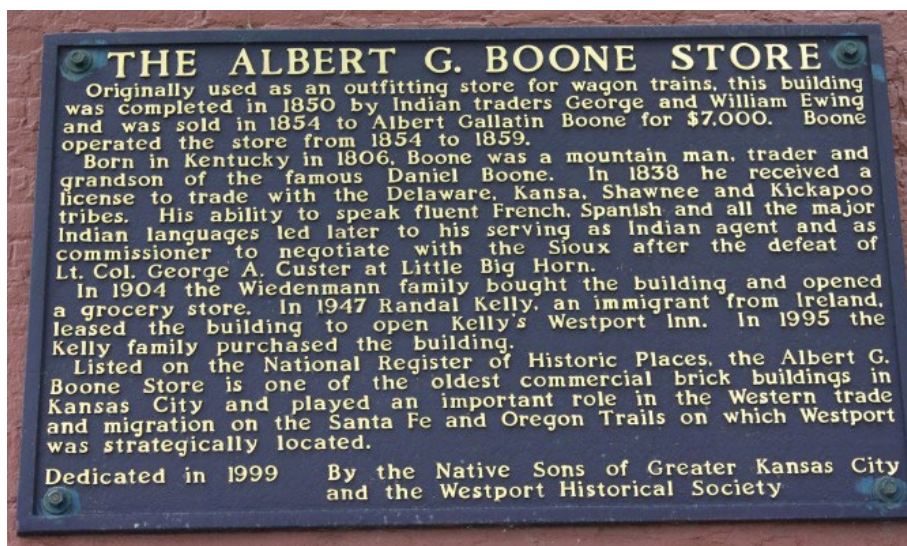 THE ALBERT G. BOONE STORE
Originally used as an outfitting store for wagon trains, this building
was completed in 1850 by Indian traders George and William Ewing
and was sold in 1854 to Albert Gallatin Boone for $7,000. Boone
operated the store from 1854 to 1859.
Born in Kentucky in 1806, Boone was a mountain man, trader and
grandson of the famous Daniel Boone. In 1838 he received a
license to trade with the Delaware, Kansa, Shawnee and Kickapoo
tribes. His ability to speak fluent French, Spanish and all the major
Indian languages led later to his serving as Indian agent and as
commissioner to negotiate with the Sioux after the defeat of
Lt. Col. George A. Custer at Little Big Horn.
In 1904 the Wiedenmann family bought the building and opened
a grocery store. In 1947 Randal Kelly, an immigrant from Ireland,
leased the building to open Kelly's Westport Inn. In 1995 the
Kelly family purchased the building.
Listed on the National Register of Historic Places, the Albert G.
Boone Store is one of the oldest commercial brick buildings in
Kansas City and played an important role in the Western trade
and migration on the Santa Fe and Oregon Trails on which Westport
was strategically located.
Dedicated in 1999 By the Native Sons of Greater Kansas City
and the Westport Historical Society